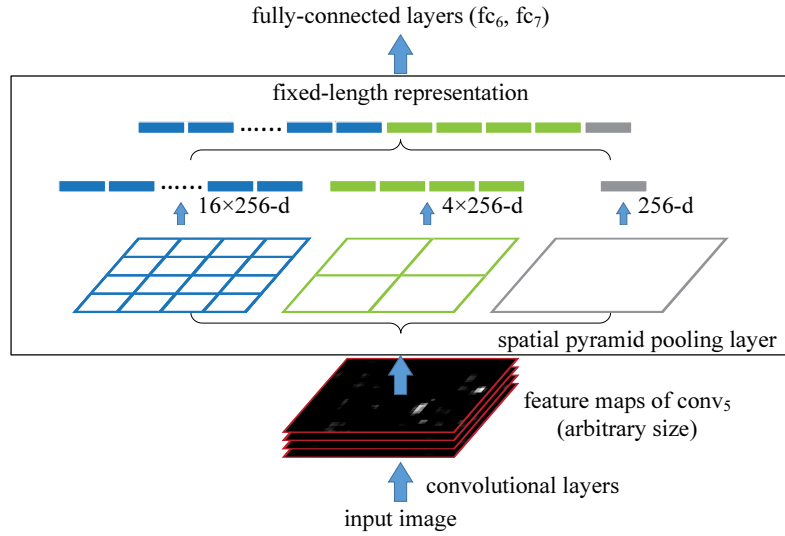 fully-connected layers (fc₆, fc₇)
fixed-length representation
......
......
16×256-d
4×256-d
256-d
spatial pyramid pooling layer
feature maps of conv₅
(arbitrary size)
convolutional layers
input image